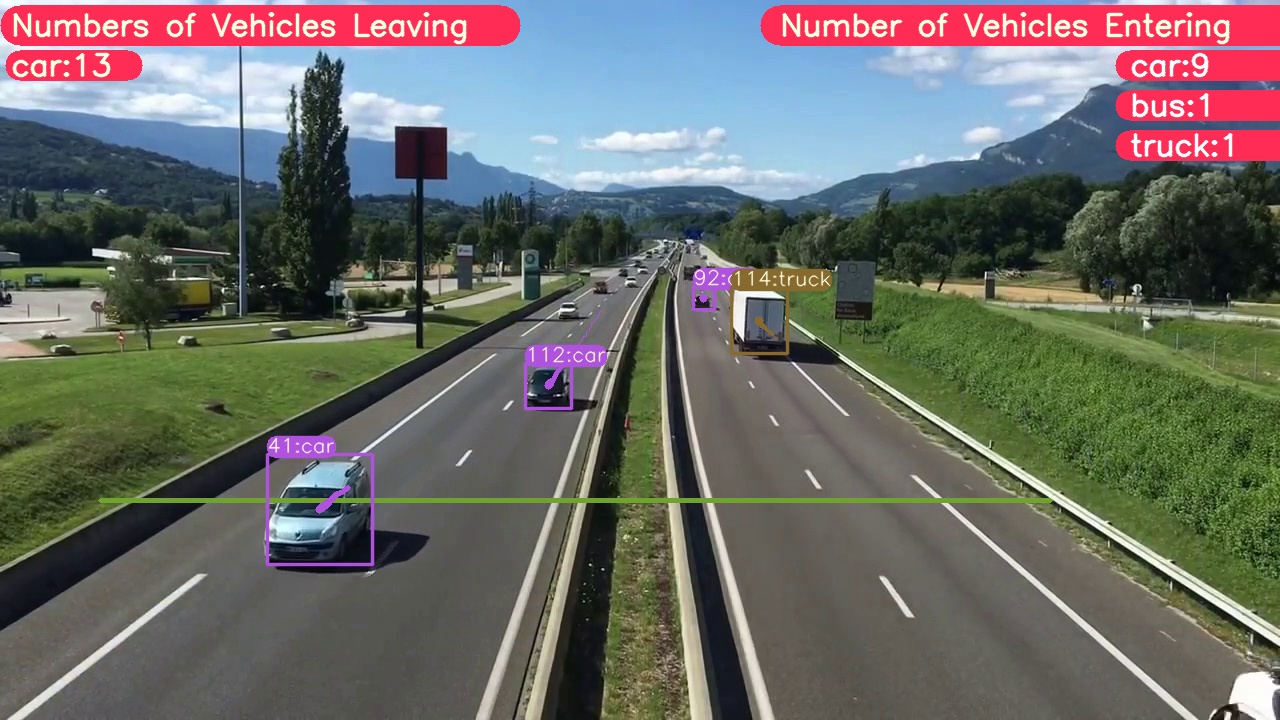 Numbers of Vehicles Leaving
car:13
Number of Vehicles Entering
car:9
bus:1
truck:1
92:c
114:truck
112:car
41:car